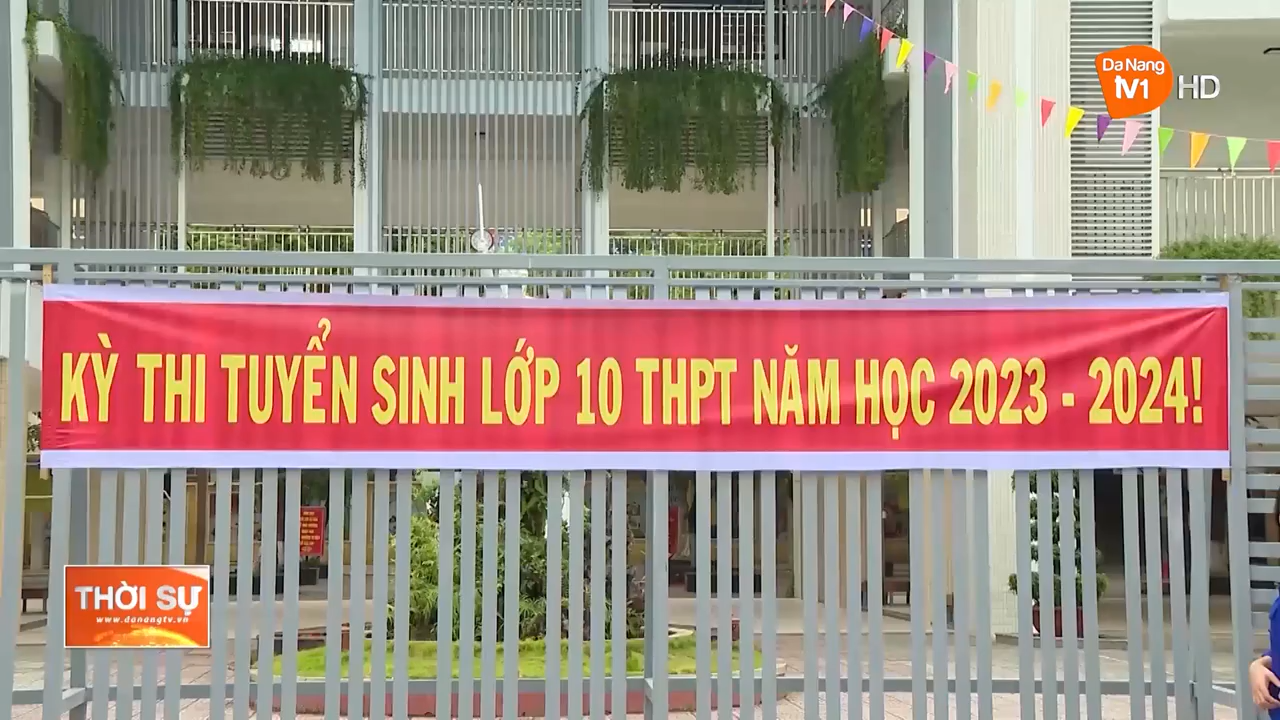 Da Nang
TV1 HD
KỲ THI TUYỂN SINH LỚP 10 THPT NĂM HỌC 2023 - 2024!
THỜI SỰ
www.danangtv.vn